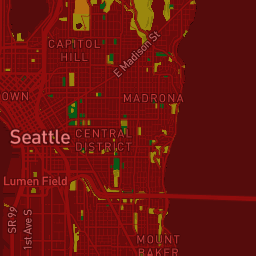 CAPITOL
HILL
E Madison St
OWN
MADRONA
Seattle
CENTRAL
DISTRICT
Lumen Field
SR 99
1st Ave S
MOUNT
BAKER